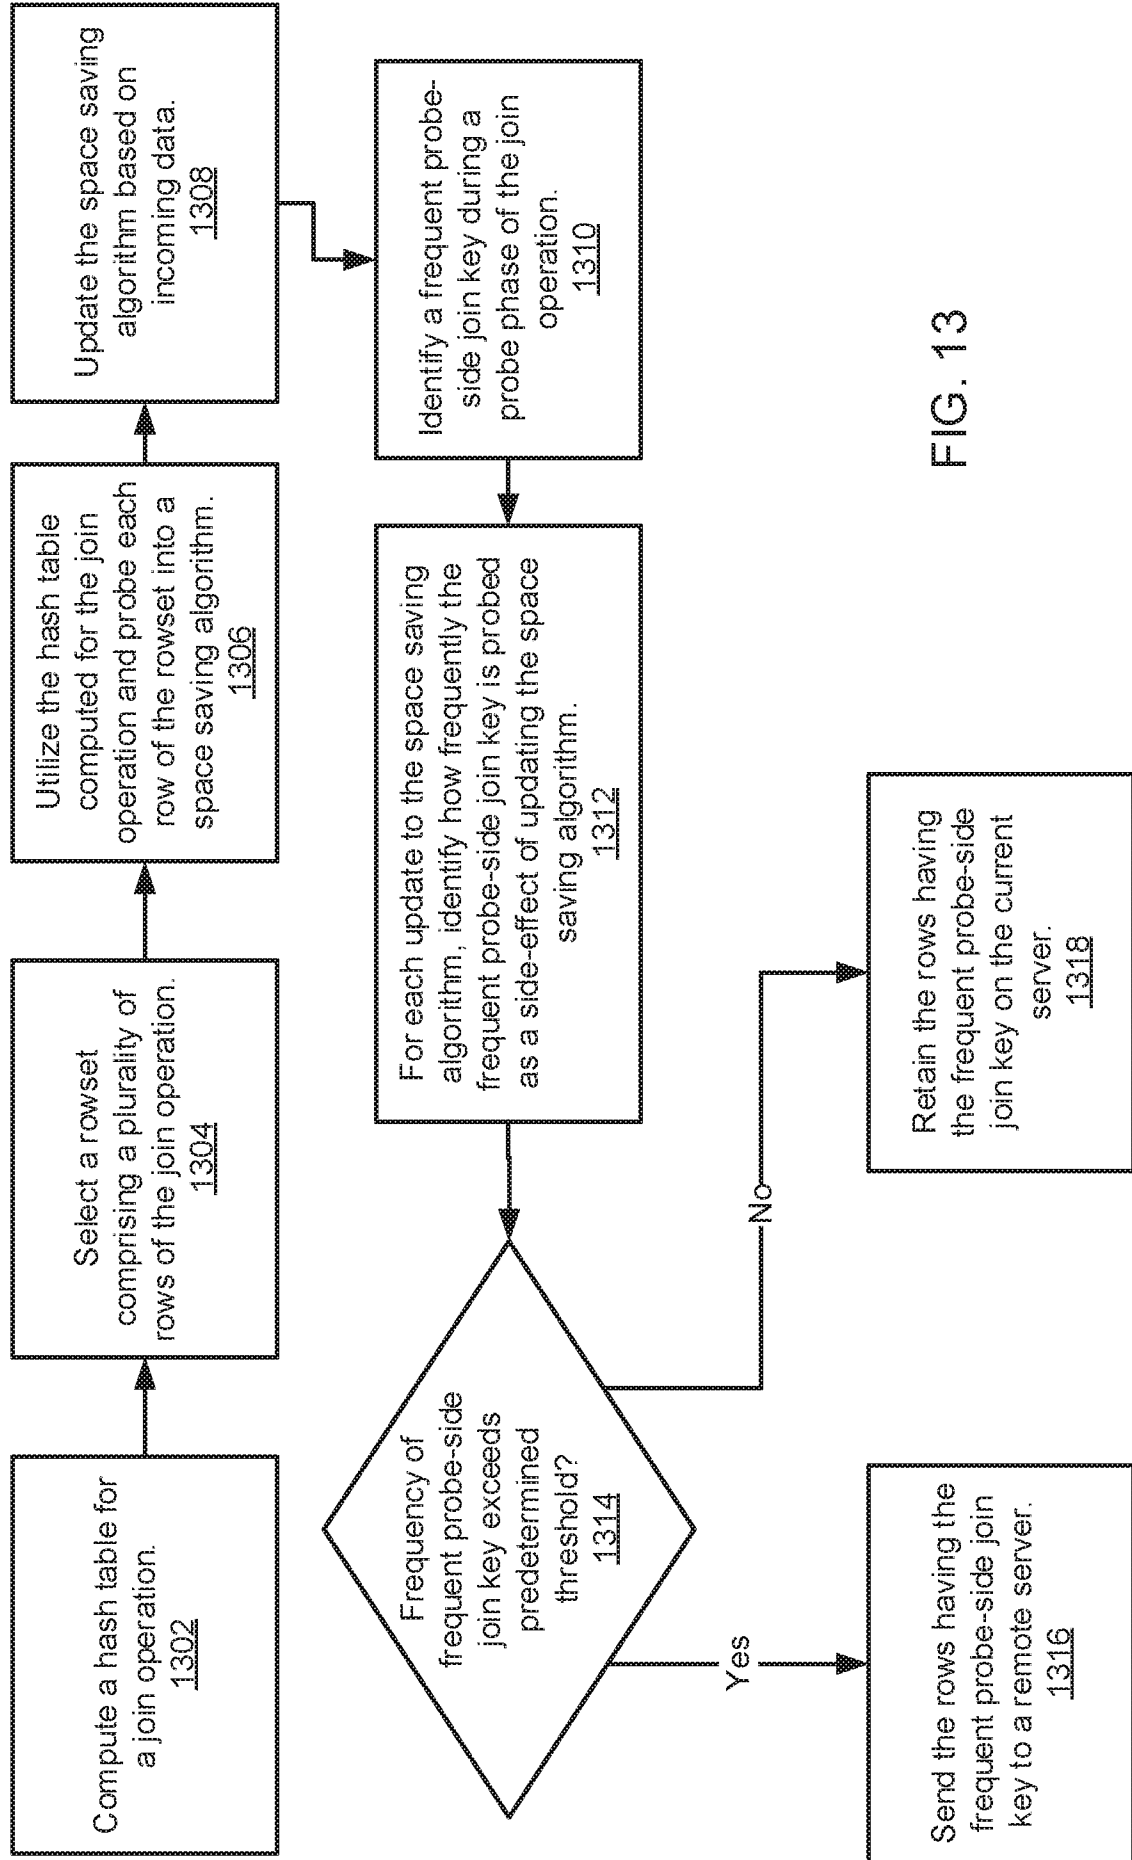 Compute a hash table for
a join operation.
1302
Select a rowset
comprising a plurality of
rows of the join operation.
1304
Utilize the hash table
computed for the join
operation and probe each
row of the rowset into a
space saving algorithm.
1306
Update the space saving
algorithm based on
incoming data.
1308
Identify a frequent probe-
side join key during a
probe phase of the join
operation.
1310
For each update to the space saving
algorithm, identify how frequently the
frequent probe-side join key is probed
as a side-effect of updating the space
saving algorithm.
1312
Frequency of
frequent probe-side
join key exceeds
predetermined
threshold?
1314
Yes
No
Send the rows having the
frequent probe-side join
key to a remote server.
1316
Retain the rows having
the frequent probe-side
join key on the current
server.
1318
FIG. 13